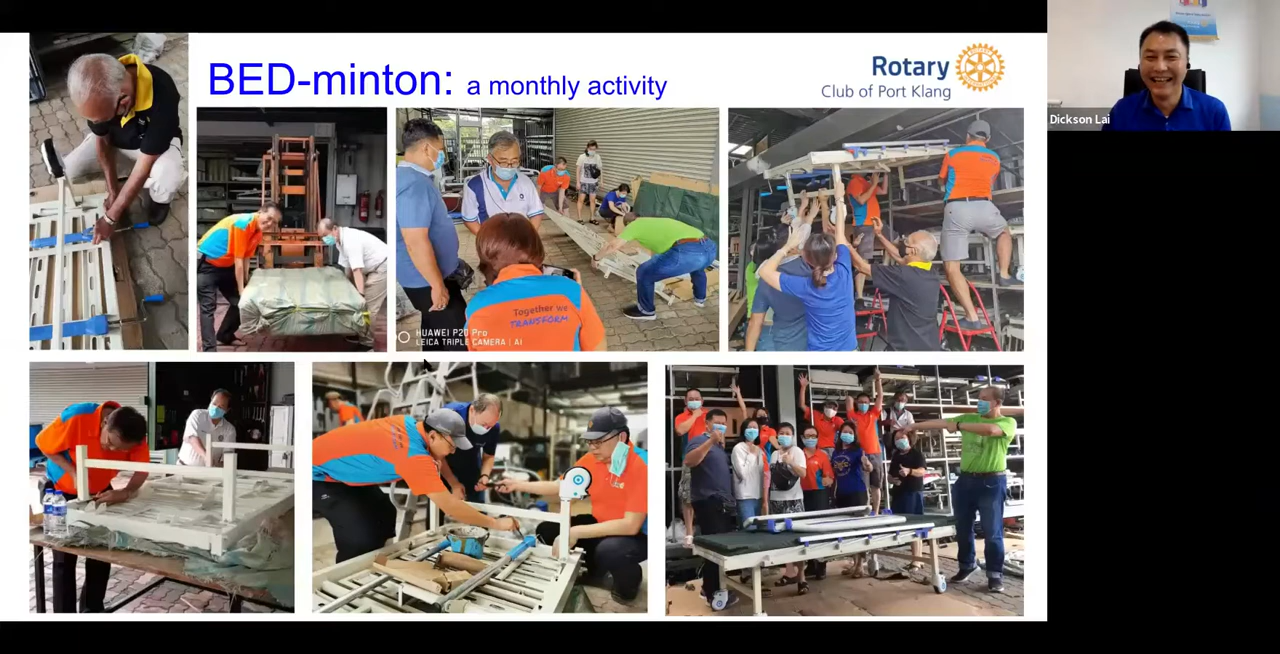 BED-minton: a monthly activity
Rotary
Club of Port Klang
Dickson Lai
Together we
TRANSFORM
HUAWEI P20 Pro
LEICA TRIPLE CAMERA | AI